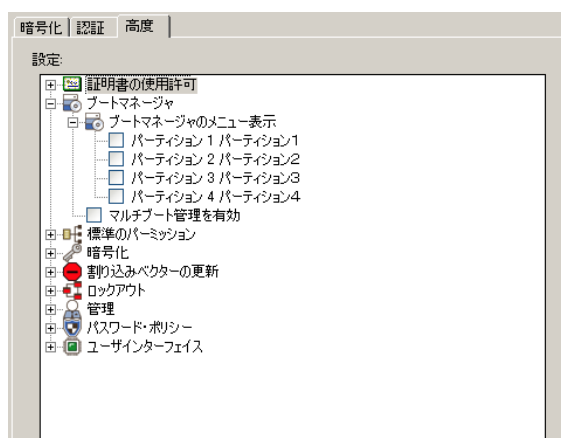 暗号化 認証 高度
設定:
証明書の使用許可
ブートマネージャ
ブートマネージャのメニュー表示
パーティション 1 パーティション1
パーティション 2 パーティション2
パーティション 3 パーティション3
パーティション 4 パーティション4
マルチブート管理を有効
標準のパーミッション
暗号化
割り込みベクターの更新
ロックアウト
管理
パスワード・ポリシー
ユーザインターフェイス